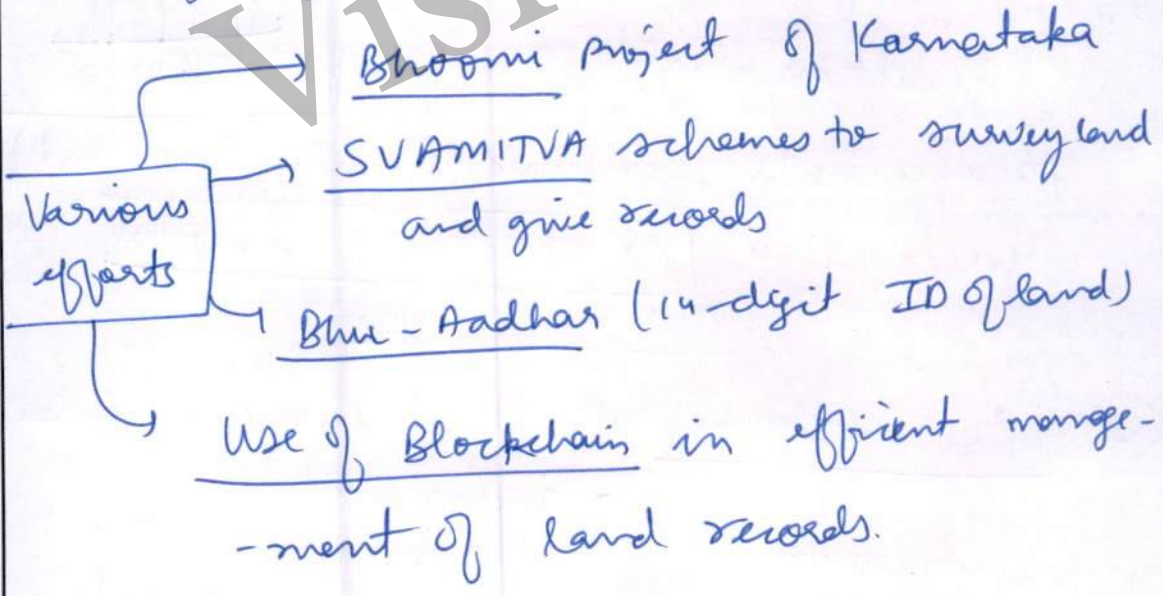 Bhoomi project of Karnataka
SVAMITVA schemes to survey land
and give records
Various
efforts
Bhu-Aadhar (14-digit ID of land)
Use of Blockchain in efficient manage-
-ment of land records.